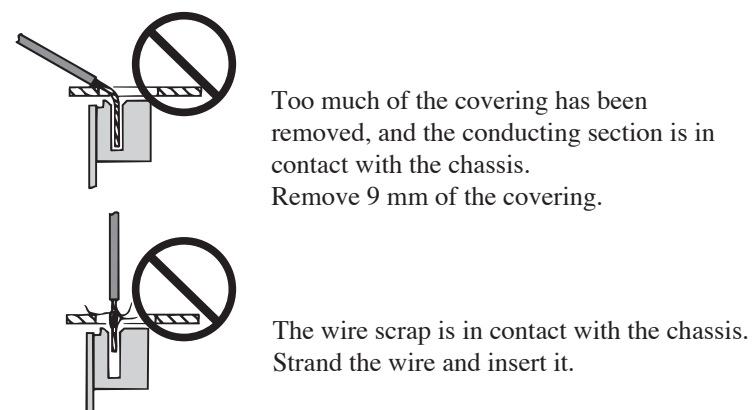 Too much of the covering has been
removed, and the conducting section is in
contact with the chassis.
Remove 9 mm of the covering.
The wire scrap is in contact with the chassis.
Strand the wire and insert it.